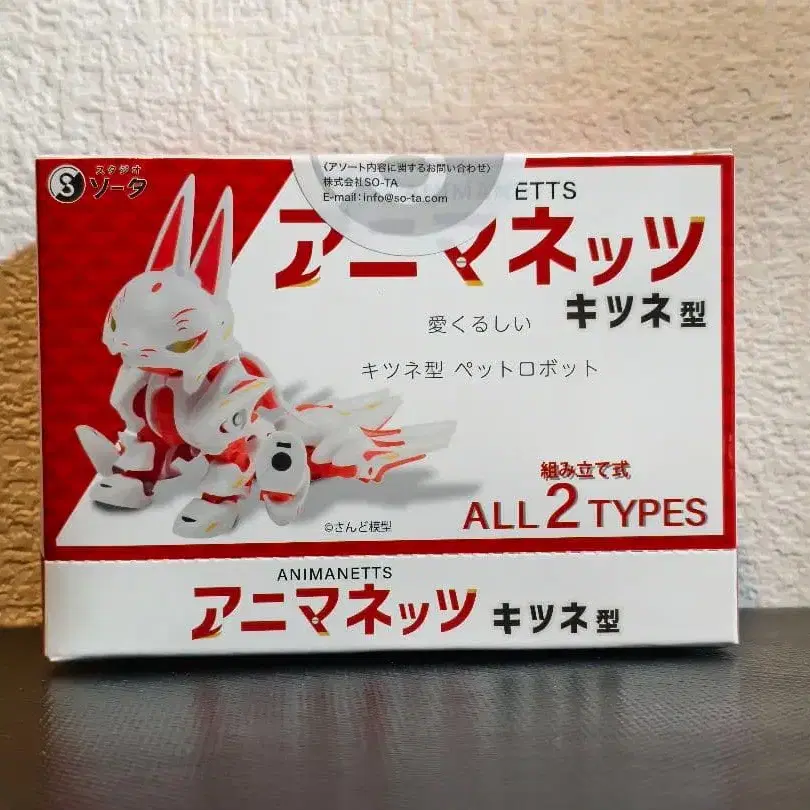 スタジオ
ソータ
〈アソート内容に関するお問い合わせ〉
株式会社SO-TA
E-mail:info@so-ta.com
ANIMANETTS
アニマネッツ
キツネ型
愛くるしい
キツネ型 ペットロボット
組み立て式
ALL 2 TYPES
©さんど模型
ANIMANETTS
アニマネッツ キツネ型